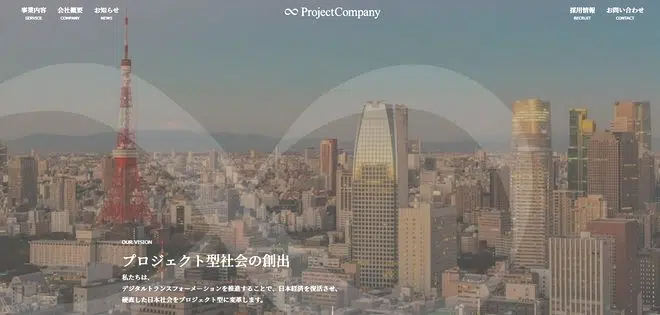 事業内容
SERVICE
会社概要
COMPANY
お知らせ
NEWS
ProjectCompany
採用情報
RECRUIT
お問い合わせ
CONTACT
OUR VISION
プロジェクト型社会の創出
私たちは、
デジタルトランスフォーメーションを推進することで、日本経済を復活させ、
硬直した日本社会をプロジェクト型に変革します。